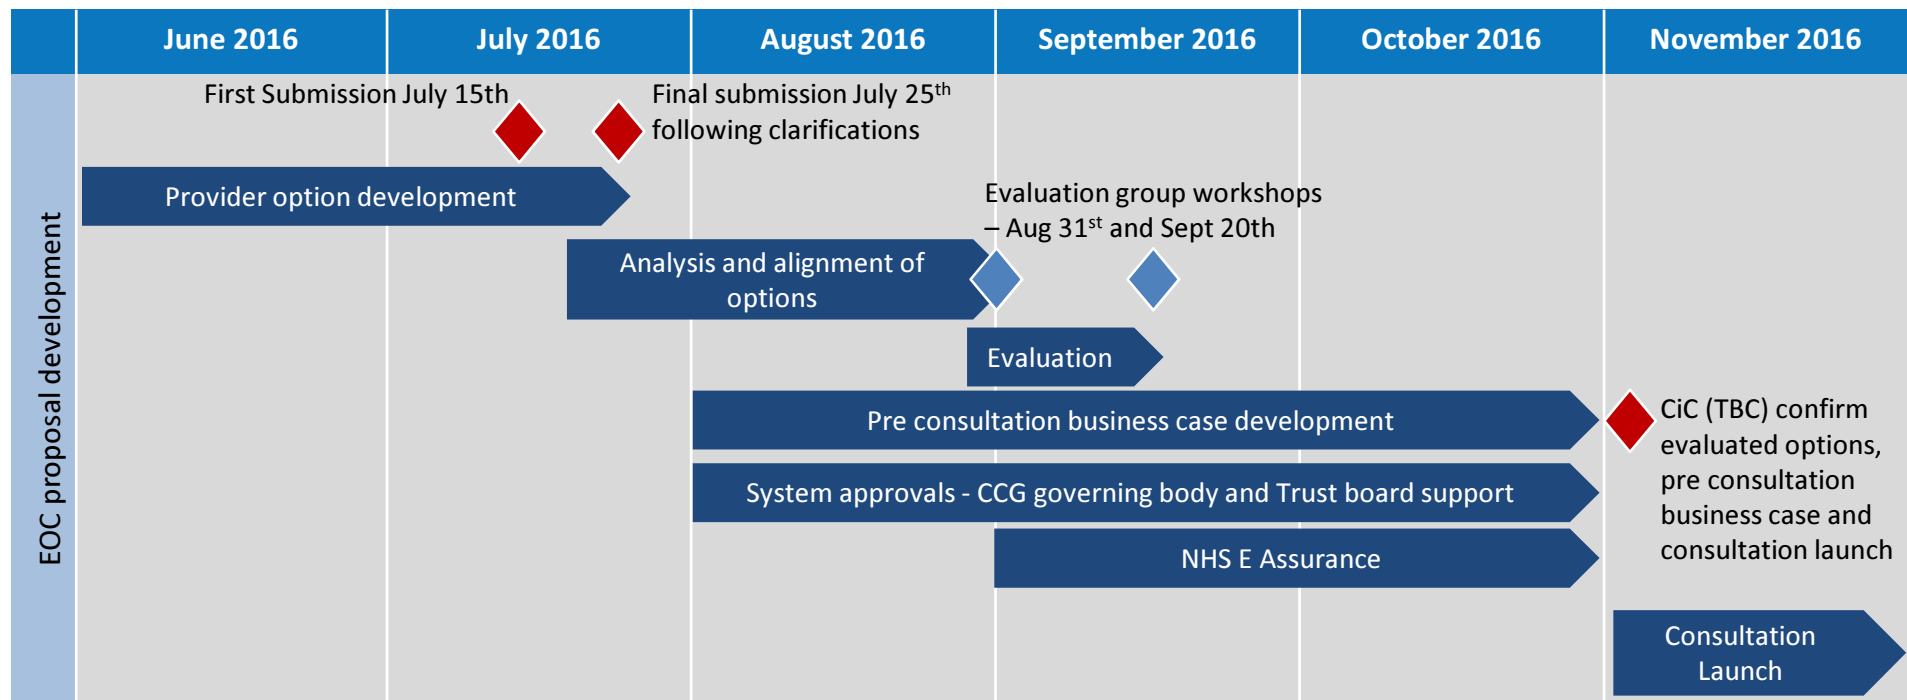 June 2016
July 2016
August 2016
September 2016
October 2016
November 2016
EOC proposal development
First Submission July 15th
Final submission July 25th
following clarifications
Provider option development
Evaluation group workshops
– Aug 31st and Sept 20th
Analysis and alignment of
options
Evaluation
Pre consultation business case development
CiC (TBC) confirm
evaluated options,
pre consultation
business case and
consultation launch
System approvals - CCG governing body and Trust board support
NHS E Assurance
Consultation
Launch